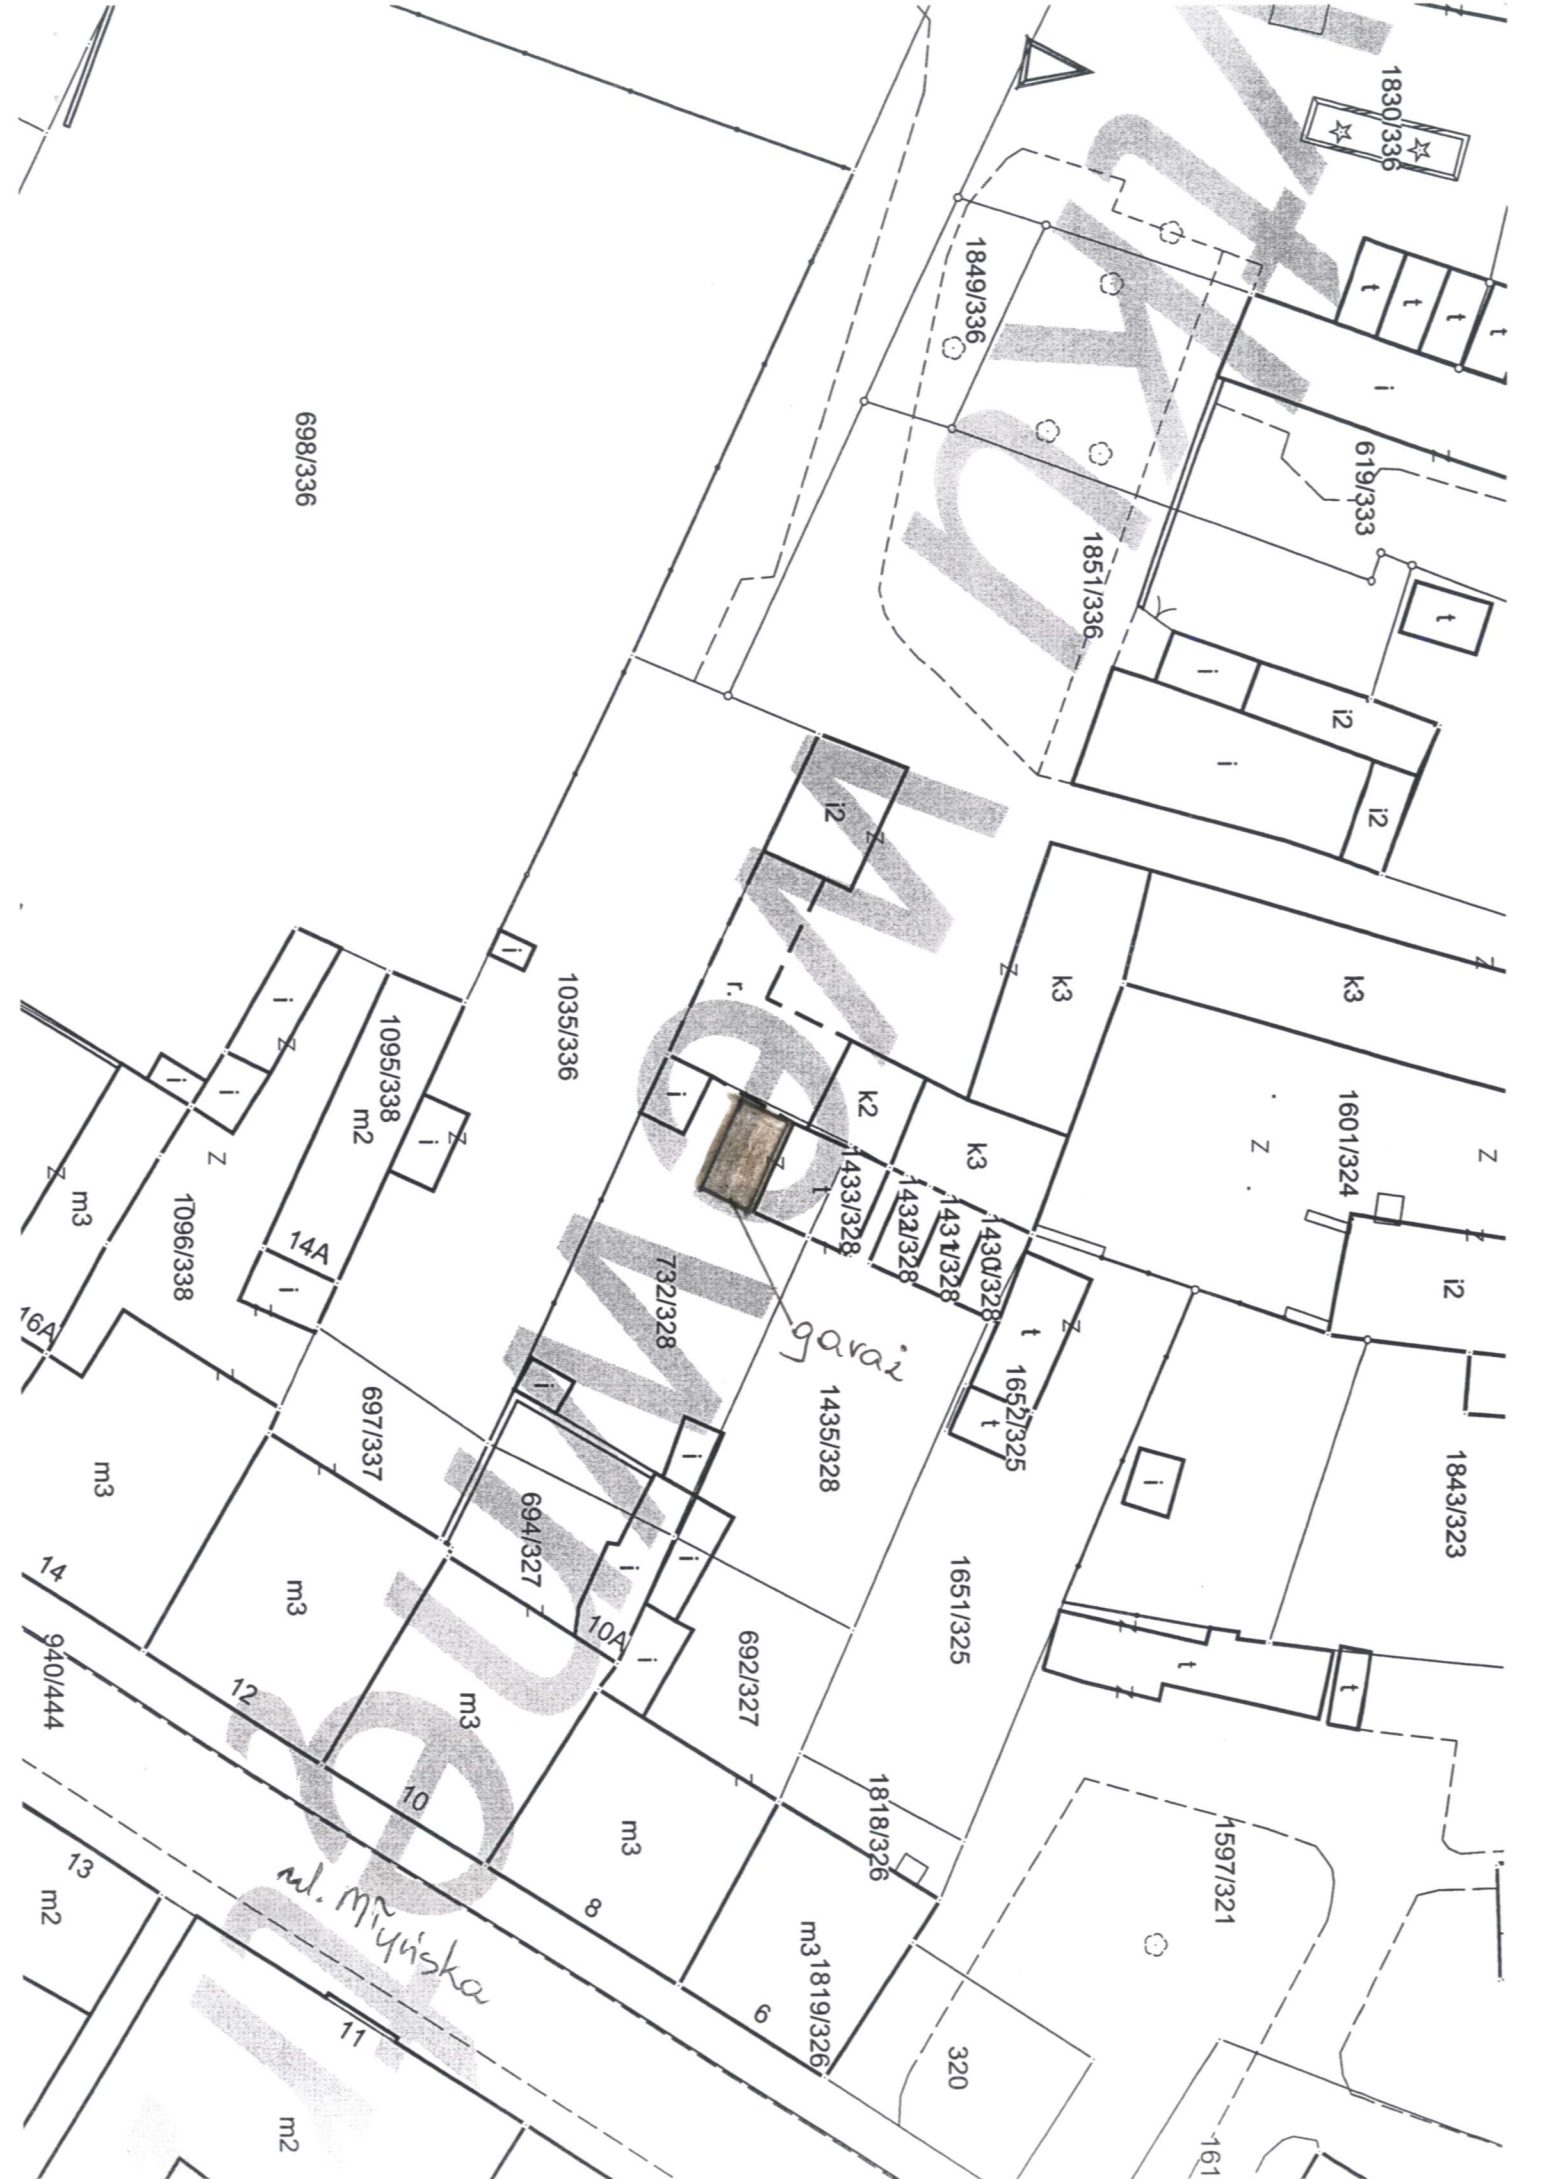 1830/336
t
t
t
t
i
1849/336
619/333
698/336
1851/336
t
i
i2
i
i2
i2
k3
k3
i
1035/336
r.
k2
k3
1601/324
z
z
i
i
i
i
1095/338
m2
z
i
z
z
z
m3
1096/338
14A
i
16A
i
t
1433/328
1432/328
1431/328
1430/328
732/328
garaż
i2
t
1652/325
t
1435/328
i
1843/323
697/337
i
i
m3
694/327
i
i
1651/325
10A
i
692/327
t
t
m3
14
940/444
12
m3
10
m3
8
1818/326
1597/321
m3
1819/326
6
320
161
ul. Młyńska
13
m2
11
m2